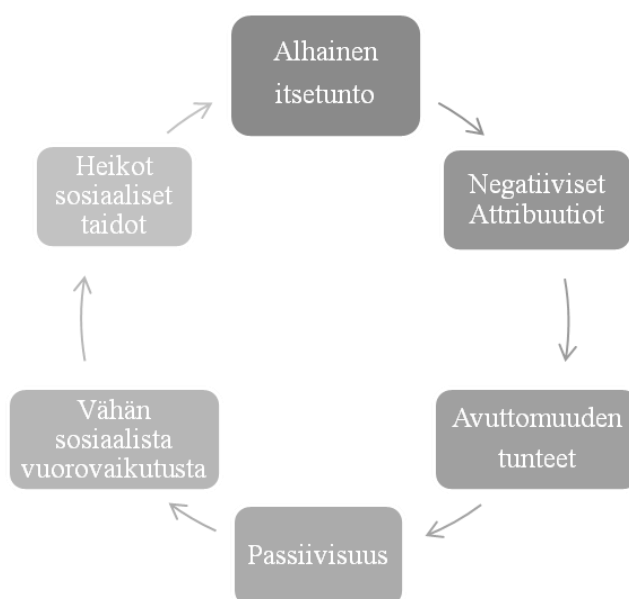 Alhainen
itsetunto
Negatiiviset
Attribuutiot
Avuttomuuden
tunteet
Passiivisuus
Vähän
sosiaalista
vuorovaikutusta
Heikot
sosiaaliset
taidot